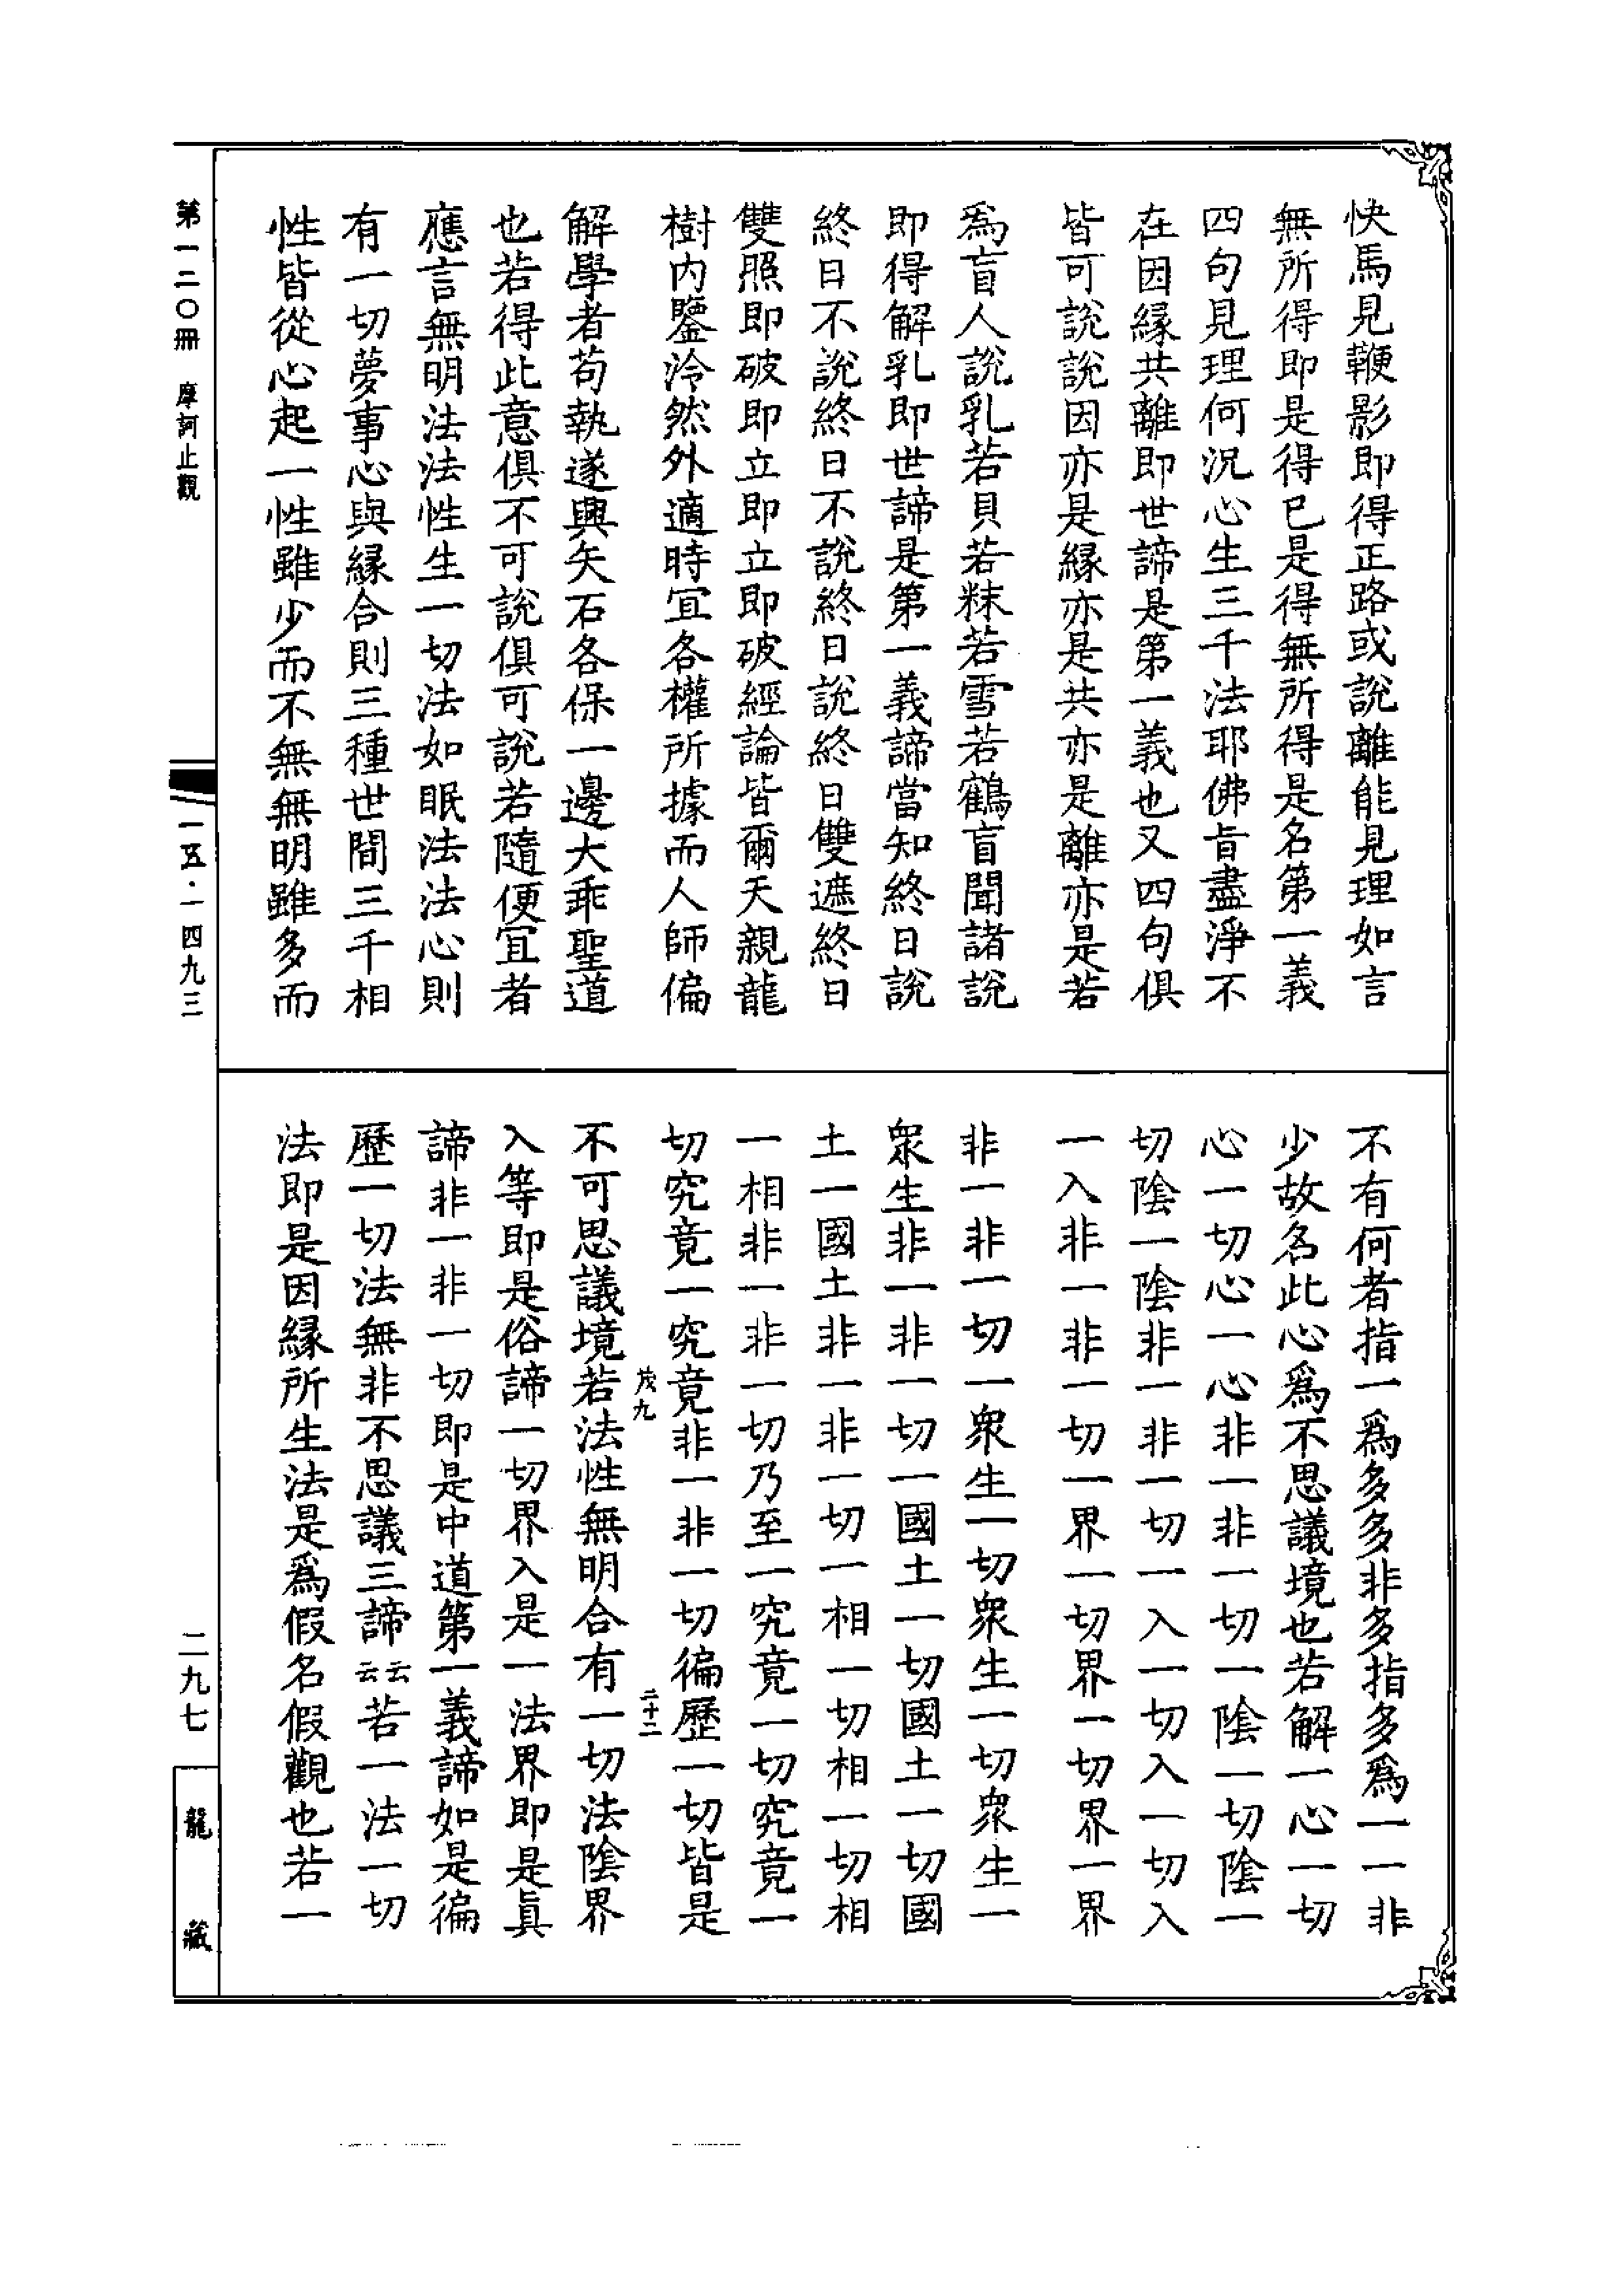 快馬見鞭影即得正路或說離能見理如言
無所得即是得已是得無所得是名第一義
四句見理何況心生三千法耶佛旨盡淨不
在因緣共離即世諦是第一義也又四句俱
皆可說說因亦是緣亦是共亦是離亦是若
爲盲人說乳若貝若粖若雪若鶴盲聞諸說
即得解乳即世諦是第一義諦當知終日說
終日不說終日不說終日說終日雙遮終日
雙照即破即立即立即破經論皆爾天親龍
樹內鑒泠然外適時宜各權所據而人師偏
解學者苟執遂興矢石各保一邊大乖聖道
也若得此意俱不可說俱可說若隨便宜者
應言無明法法性生一切法如眠法法心則
有一切夢事心與緣合則三種世間三千相
性皆從心起一性雖少而不無無明雖多而
不有何者指一爲多多非多指多爲一一非
少故名此心爲不思議境也若解一心一切
心一切心一心非一非一切一陰一切陰一
切陰一陰非一非一切一入一切入一切入
一入非一非一切一界一切界一切界一界
非一非一切一衆生一切衆生一切衆生一
衆生非一非一切一國土一切國土一切國
土一國土非一非一切一相一切相一切相
一相非一非一切乃至一究竟一切究竟一
切究竟一究竟非一非一切徧歷一切皆是
茂九 二十二
不可思議境若法性無明合有一切法陰界
入等即是俗諦一切界入是一法界即是眞
諦非一非一切即是中道第一義諦如是徧
歷一切法無非不思議三諦云云若一法一切
法即是因緣所生法是爲假名假觀也若一
第一二〇冊 摩訶止觀
一五·一四九三
二九七
龍藏